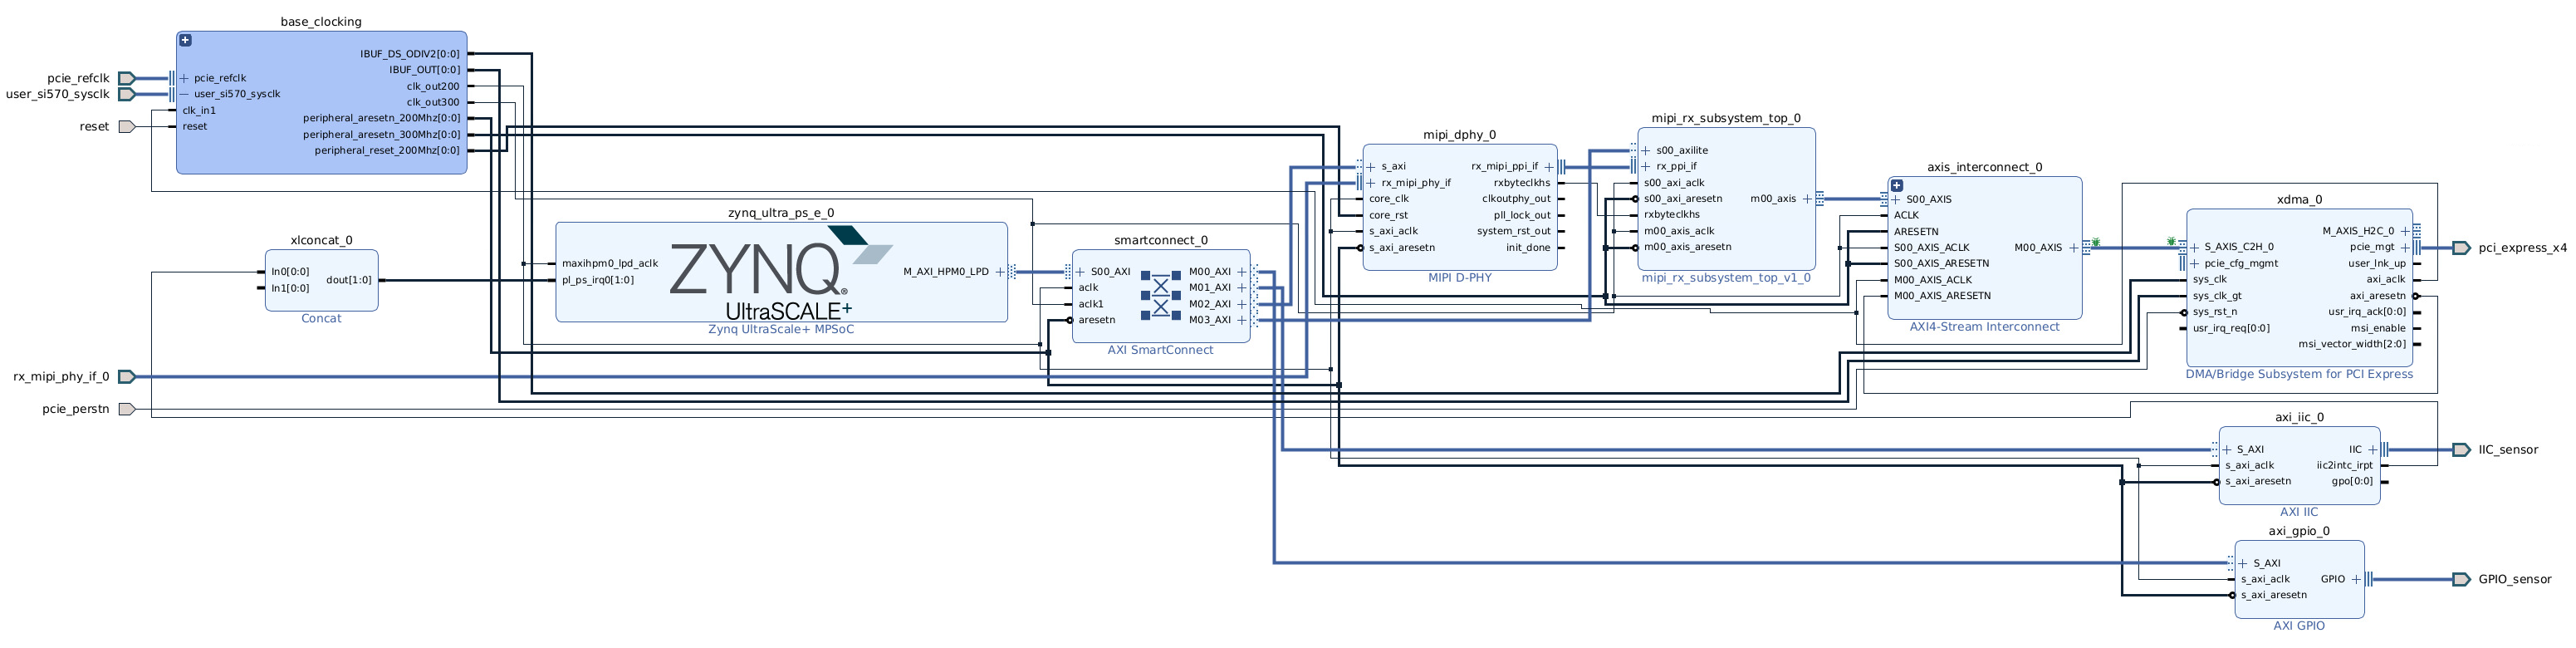 base_clocking
pcie_refclk
user_si570_sysclk
reset
pcie_refclk
user_si570_sysclk
clk_in1
reset
IBUF_DS_ODIV2[0:0]
IBUF_OUT[0:0]
clk_out200
clk_out300
peripheral_aresetn_200Mhz[0:0]
peripheral_aresetn_300Mhz[0:0]
peripheral_reset_200Mhz[0:0]
xlconcat_0
In0[0:0]
In1[0:0]
dout[1:0]
Concat
rx_mipi_phy_if_0
pcie_perstn
zynq_ultra_ps_e_0
maxihpm0_lpd_aclk
pl_ps_irq0[1:0]
ZYNQ®
UltraSCALE+
M_AXI_HPM0_LPD
Zynq UltraScale+ MPSoC
smartconnect_0
S00_AXI
aclk
aclk1
aresetn
M00_AXI
M01_AXI
M02_AXI
M03_AXI
AXI SmartConnect
mipi_dphy_0
s_axi
rx_mipi_phy_if
core_clk
core_rst
s_axi_aclk
s_axi_aresetn
rx_mipi_ppi_if
rxbyteclkhs
clkoutphy_out
pll_lock_out
system_rst_out
init_done
MIPI D-PHY
mipi_rx_subsystem_top_0
s00_axilite
rx_ppi_if
s00_axi_aclk
s00_axi_aresetn
rxbyteclkhs
m00_axis_aclk
m00_axis_aresetn
m00_axis
mipi_rx_subsystem_top_v1_0
axis_interconnect_0
S00_AXIS
ACLK
ARESETN
S00_AXIS_ACLK
S00_AXIS_ARESETN
M00_AXIS_ACLK
M00_AXIS_ARESETN
M00_AXIS
AXI4-Stream Interconnect
xdma_0
S_AXIS_C2H_0
pcie_cfg_mgmt
sys_clk
sys_clk_gt
sys_rst_n
usr_irq_req[0:0]
M_AXIS_H2C_0
pcie_mgt
user_lnk_up
axi_aclk
axi_aresetn
usr_irq_ack[0:0]
msi_enable
msi_vector_width[2:0]
DMA/Bridge Subsystem for PCI Express
pci_express_x4
axi_iic_0
S_AXI
s_axi_aclk
s_axi_aresetn
IIC
iic2intc_irpt
gpo[0:0]
AXI IIC
IIC_sensor
axi_gpio_0
S_AXI
s_axi_aclk
s_axi_aresetn
GPIO
AXI GPIO
GPIO_sensor